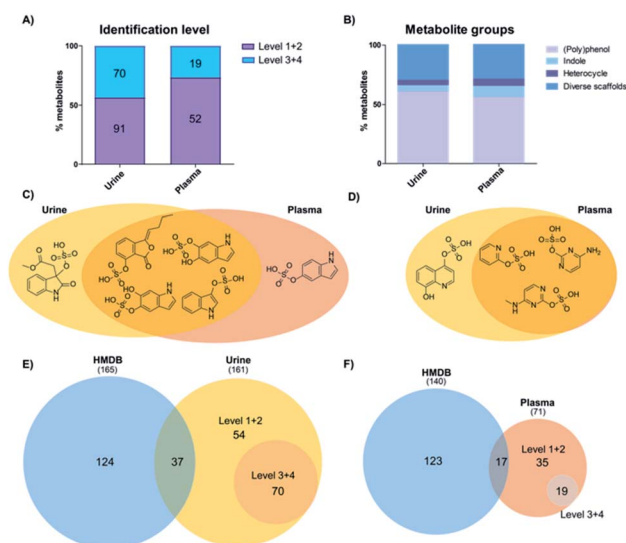 A)
Identification level
100
50
0
% metabolites
70
91
19
52
Urine
Plasma
Level 1+2
Level 3+4
B)
Metabolite groups
100
50
0
% metabolites
Urine
Plasma
(Poly)phenol
Indole
Heterocycle
Diverse scaffolds
C)
Urine
Plasma
D)
Urine
Plasma
E)
HMDB
(165)
Urine
(161)
124
37
Level 1+2
54
Level 3+4
70
F)
HMDB
(140)
Plasma
(71)
123
17
Level 1+2
35
19
Level 3+4